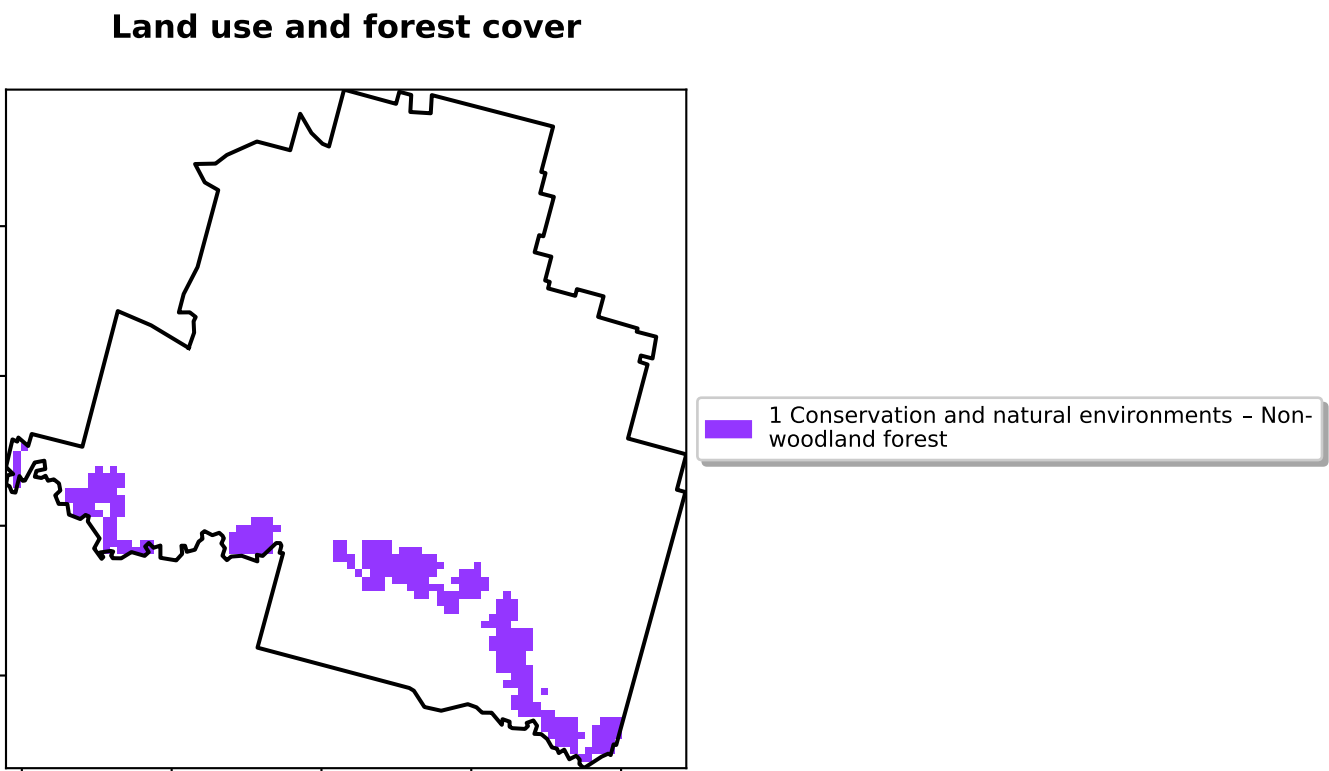 Land use and forest cover
1 Conservation and natural environments – Non-
woodland forest